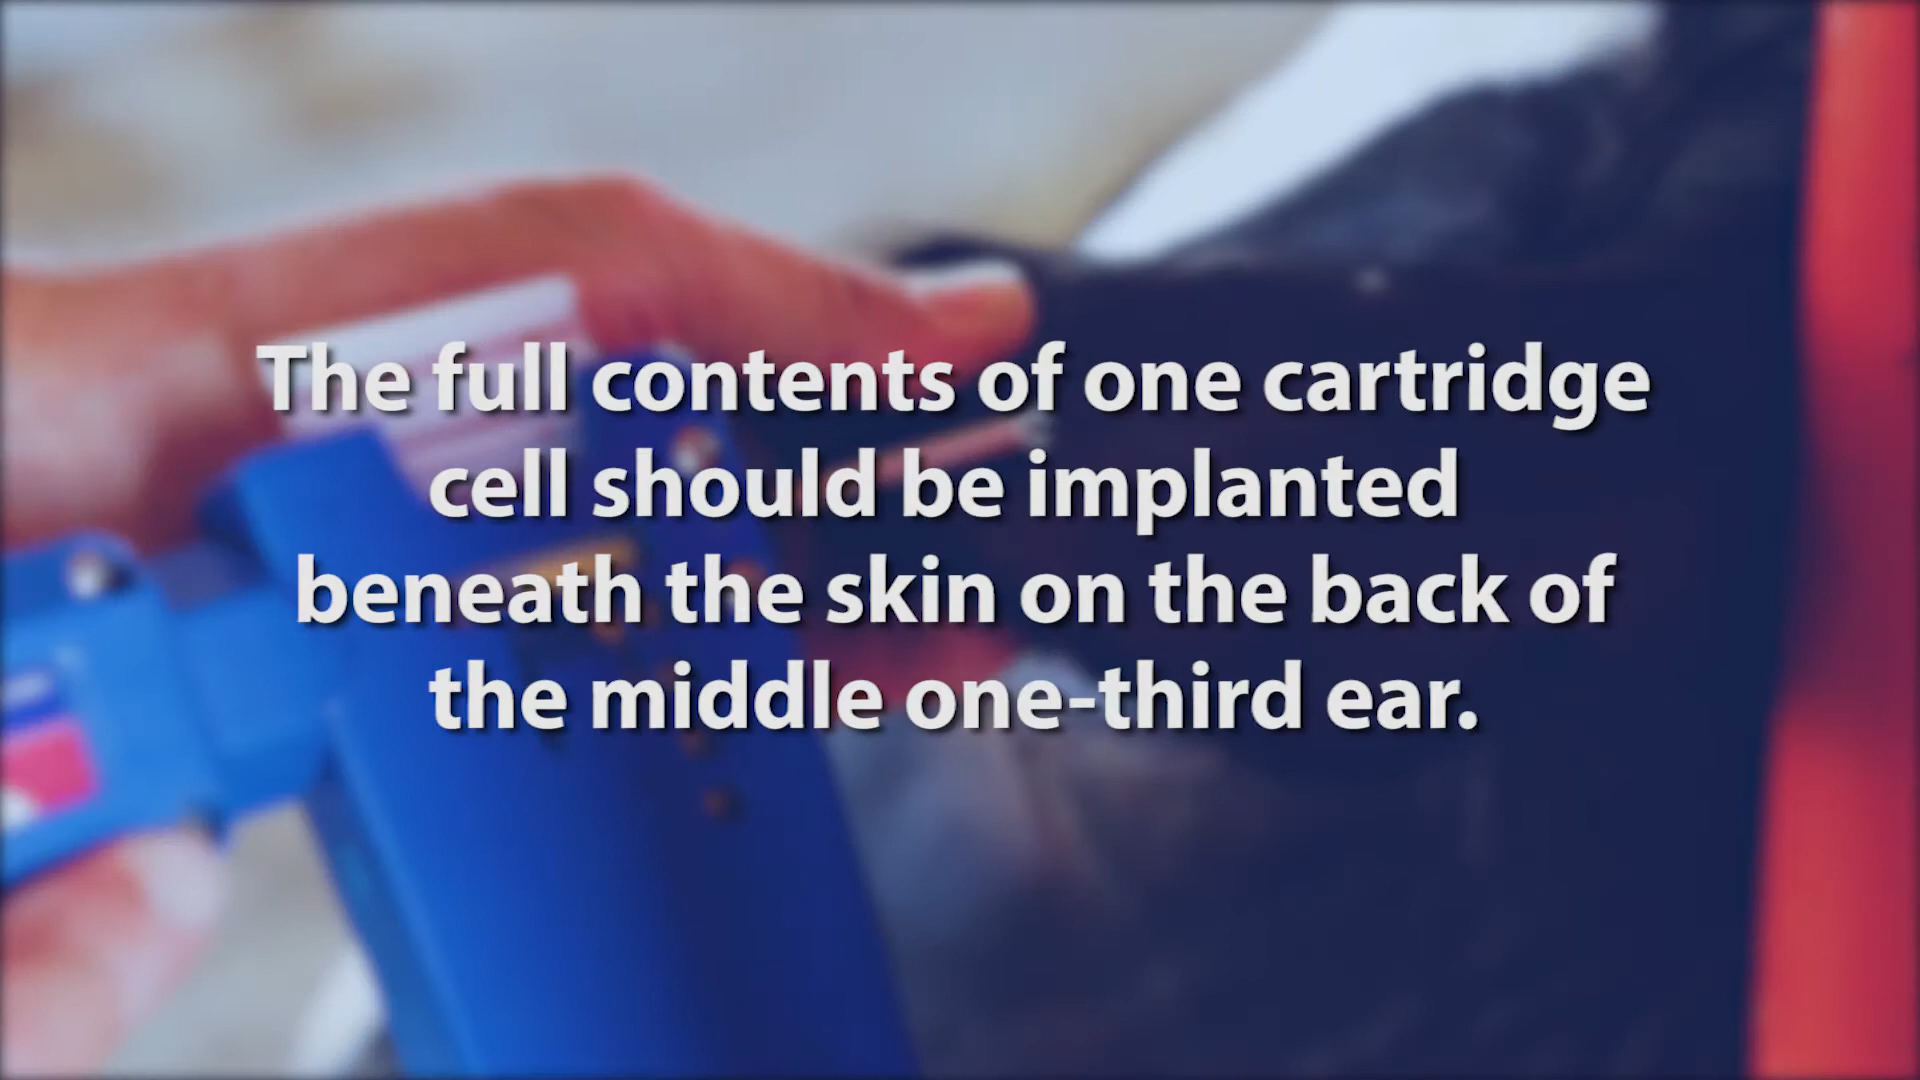 The full contents of one cartridge
cell should be implanted
beneath the skin on the back of
the middle one-third ear.